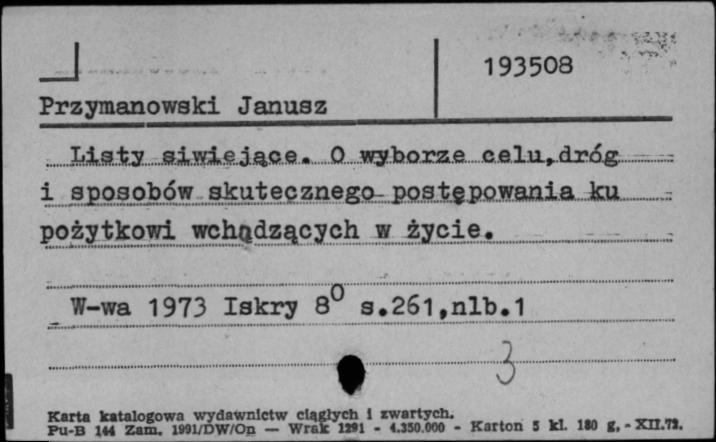 193508
Przymanowski Janusz
Listy siwiejące. O wyborze celu,dróg
i sposobów skutecznego postępowania ku
pożytkowi wchodzących w życie.
W-wa 1973 Iskry 8⁰ s.261,nlb.1
3
Karta katalogowa wydawnictw ciągłych i zwartych.
Pu-B 144 Zam. 1991/DW/On — Wrak 1291 - 4.350.000 - Karton 5 kl. 180 g. - XII.72.